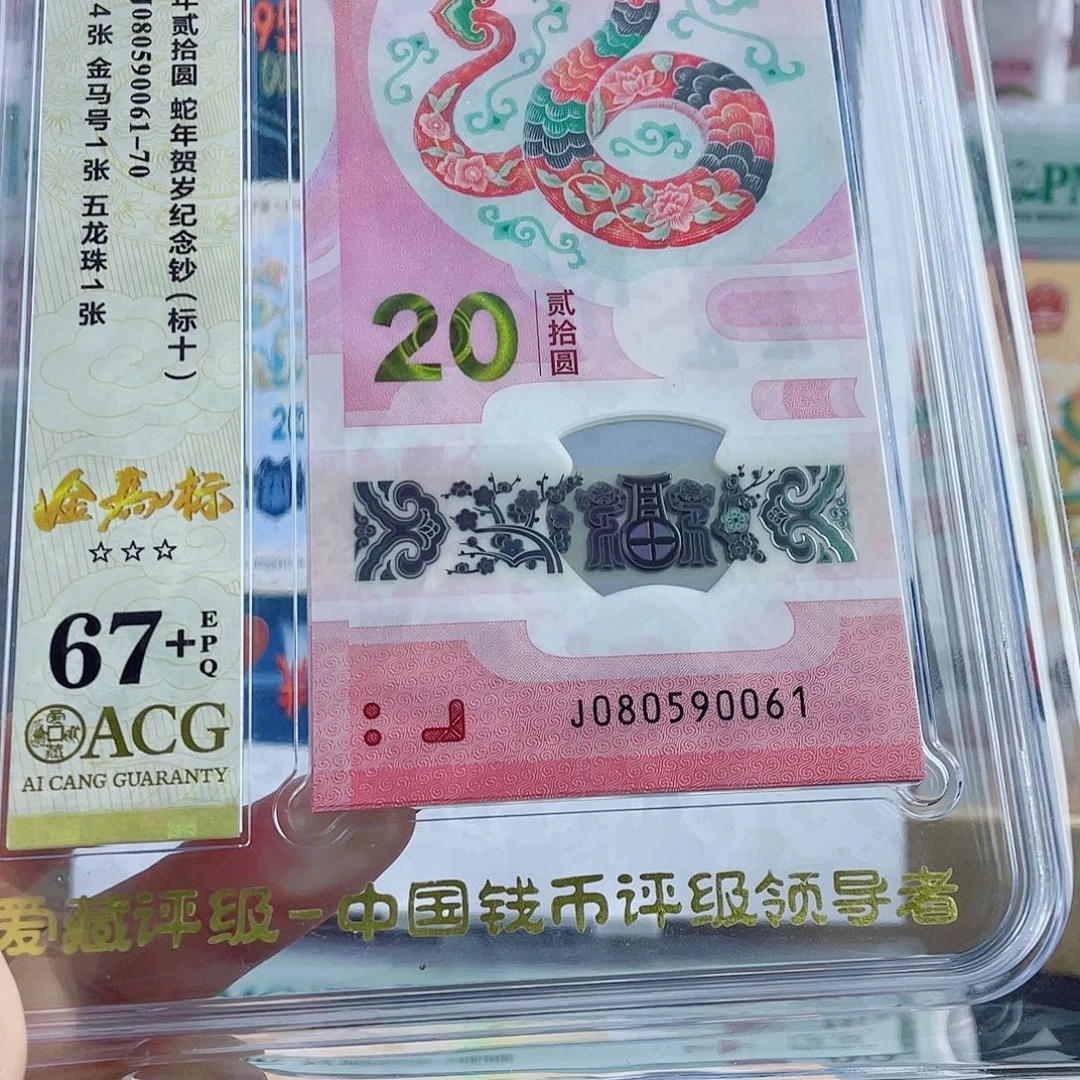 年贰拾圆 蛇年贺岁纪念钞(标十)
J080590061-70
4张 金马号1张 五龙珠1张
金马标
☆☆☆
67+
EPQ
ACG
AI CANG GUARANTY
20
贰拾圆
J080590061
爱藏评级-中国钱币评级领导者